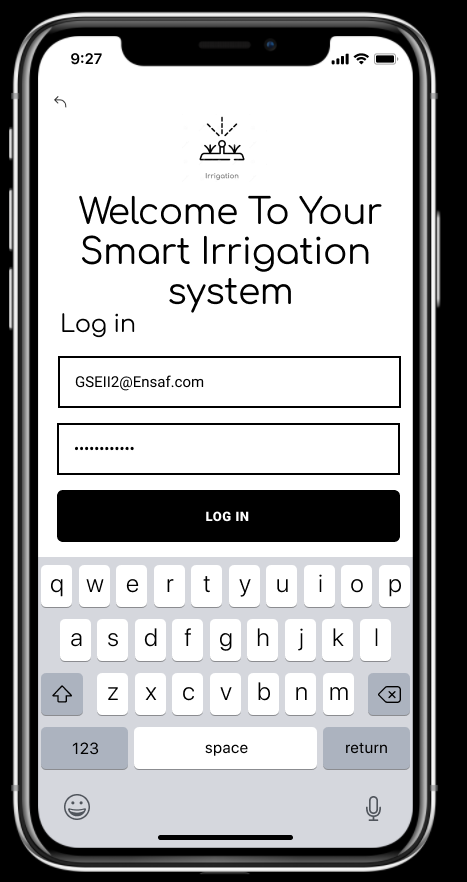 9:27
Irrigation
Welcome To Your
Smart Irrigation
system
Log in
GSEII2@Ensaf.com
••••••••••••
LOG IN
q w e r t y u i o p
a s d f g h j k l
z x c v b n m
123 space return